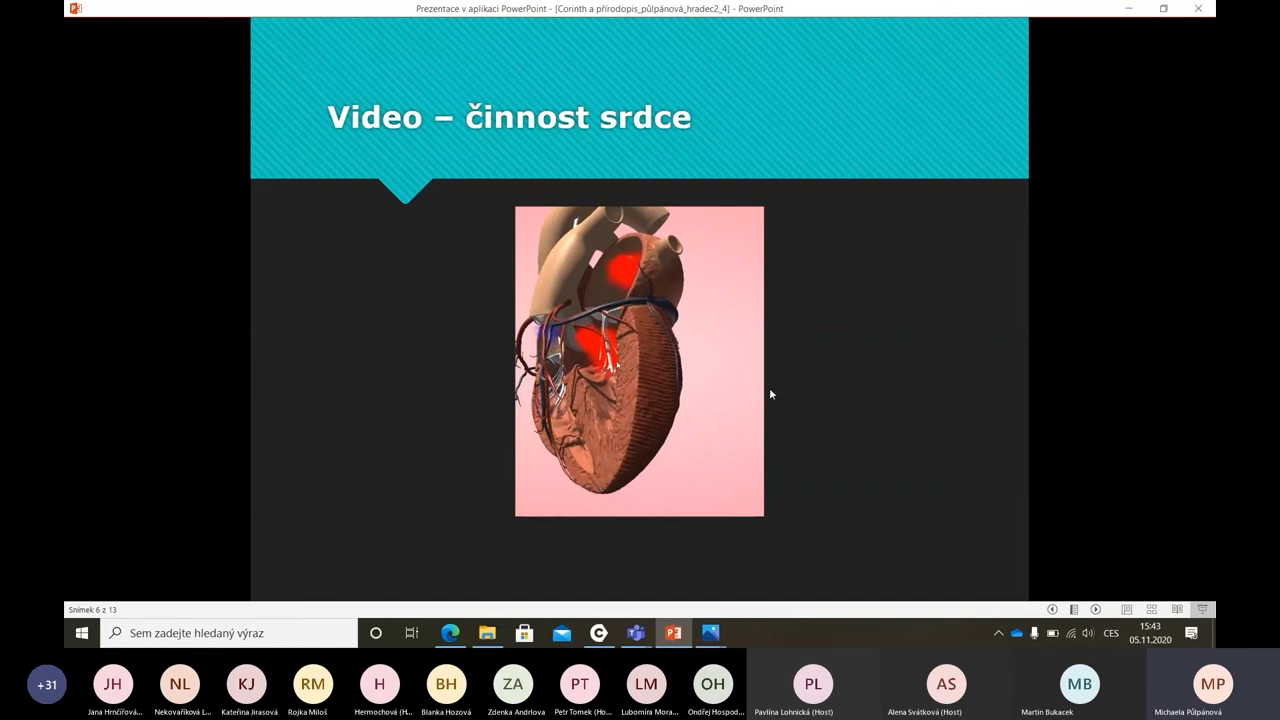 Prezentace v aplikaci PowerPoint - [Corinth a přírodopis_půlpánová_hradec2_4] - PowerPoint
Video – činnost srdce
Snímek 6 z 13
Sem zadejte hledaný výraz
CES
15:43
05.11.2020
+31
JH
NL
KJ
RM
H
BH
ZA
PT
LM
OH
PL
AS
MB
MP
Jana Hrnčířová...
Nekovaříková L...
Kateřina Jirasová
Rojka Miloš
Hermochová (H...
Blanka Hozová
Zdenka Andrlova
Petr Tomek (Ho...
Lubomíra Mora...
Ondřej Hospod...
Pavlína Lohnická (Host)
Alena Svátková (Host)
Martin Bukacek
Michaela Půlpánová